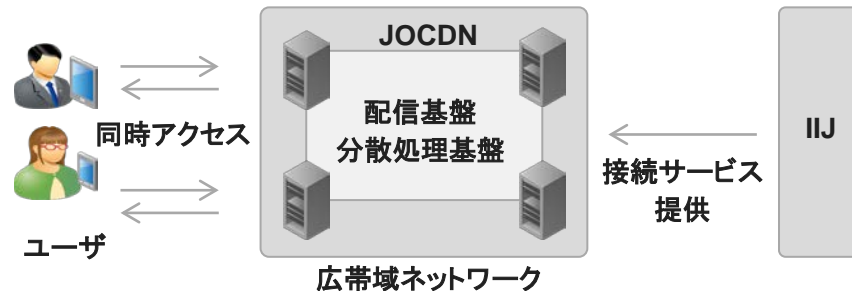 JOCDN
配信基盤
分散処理基盤
同時アクセス
ユーザ
広帯域ネットワーク
接続サービス
提供
IIJ